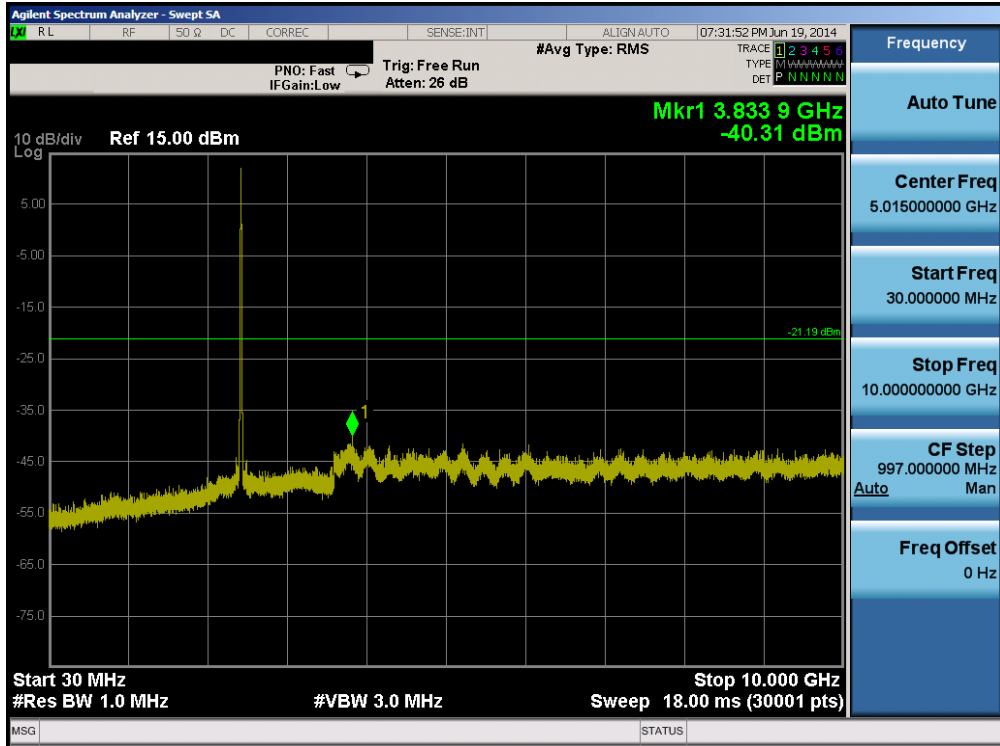 Agilent Spectrum Analyzer - Swept SA
LXI RL RF 50 Ω DC CORREC SENSE:INT ALIGN AUTO 07:31:52 PM Jun 19, 2014
#Avg Type: RMS
TRACE 1 2 3 4 5 6
TYPE M
DET P N N N N N
PNO: Fast Trig: Free Run
IFGain:Low Atten: 26 dB
Mkr1 3.833 9 GHz
-40.31 dBm
10 dB/div Ref 15.00 dBm
Log
5.00
-5.00
-15.0
-21.19 dBm
-25.0
-35.0
1
-45.0
-55.0
-65.0
-75.0
Start 30 MHz Stop 10.000 GHz
#Res BW 1.0 MHz #VBW 3.0 MHz Sweep 18.00 ms (30001 pts)
MSG STATUS
Frequency
Auto Tune
Center Freq
5.015000000 GHz
Start Freq
30.000000 MHz
Stop Freq
10.000000000 GHz
CF Step
997.000000 MHz
Auto Man
Freq Offset
0 Hz